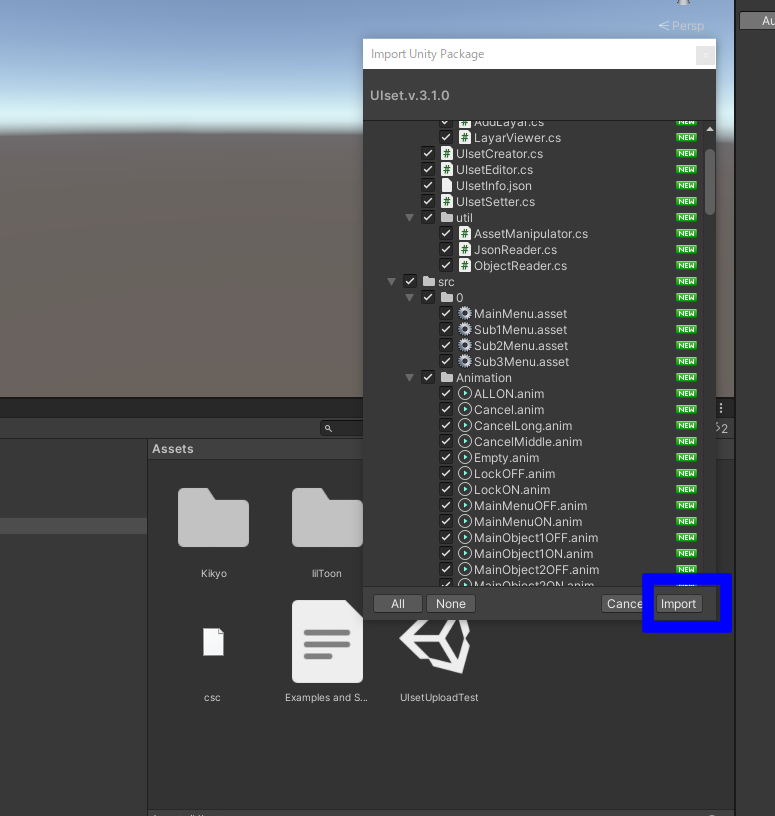 Persp
Au
Import Unity Package
UIset.v.3.1.0
AddLayar.cs NEW
LayarViewer.cs NEW
UIsetCreator.cs NEW
UIsetEditor.cs NEW
UIsetInfo.json NEW
UIsetSetter.cs NEW
util NEW
AssetManipulator.cs NEW
JsonReader.cs NEW
ObjectReader.cs NEW
src NEW
0 NEW
MainMenu.asset NEW
Sub1Menu.asset NEW
Sub2Menu.asset NEW
Sub3Menu.asset NEW
Animation NEW
ALLON.anim NEW
Cancel.anim NEW
CancelLong.anim NEW
CancelMiddle.anim NEW
Empty.anim NEW
LockOFF.anim NEW
LockON.anim NEW
MainMenuOFF.anim NEW
MainMenuON.anim NEW
MainObject1OFF.anim NEW
MainObject1ON.anim NEW
MainObject2OFF.anim NEW
MainObject2ON.anim NEW
All None Cance Import
2
Assets
Kikyo lilToon
csc Examples and S... UIsetUploadTest